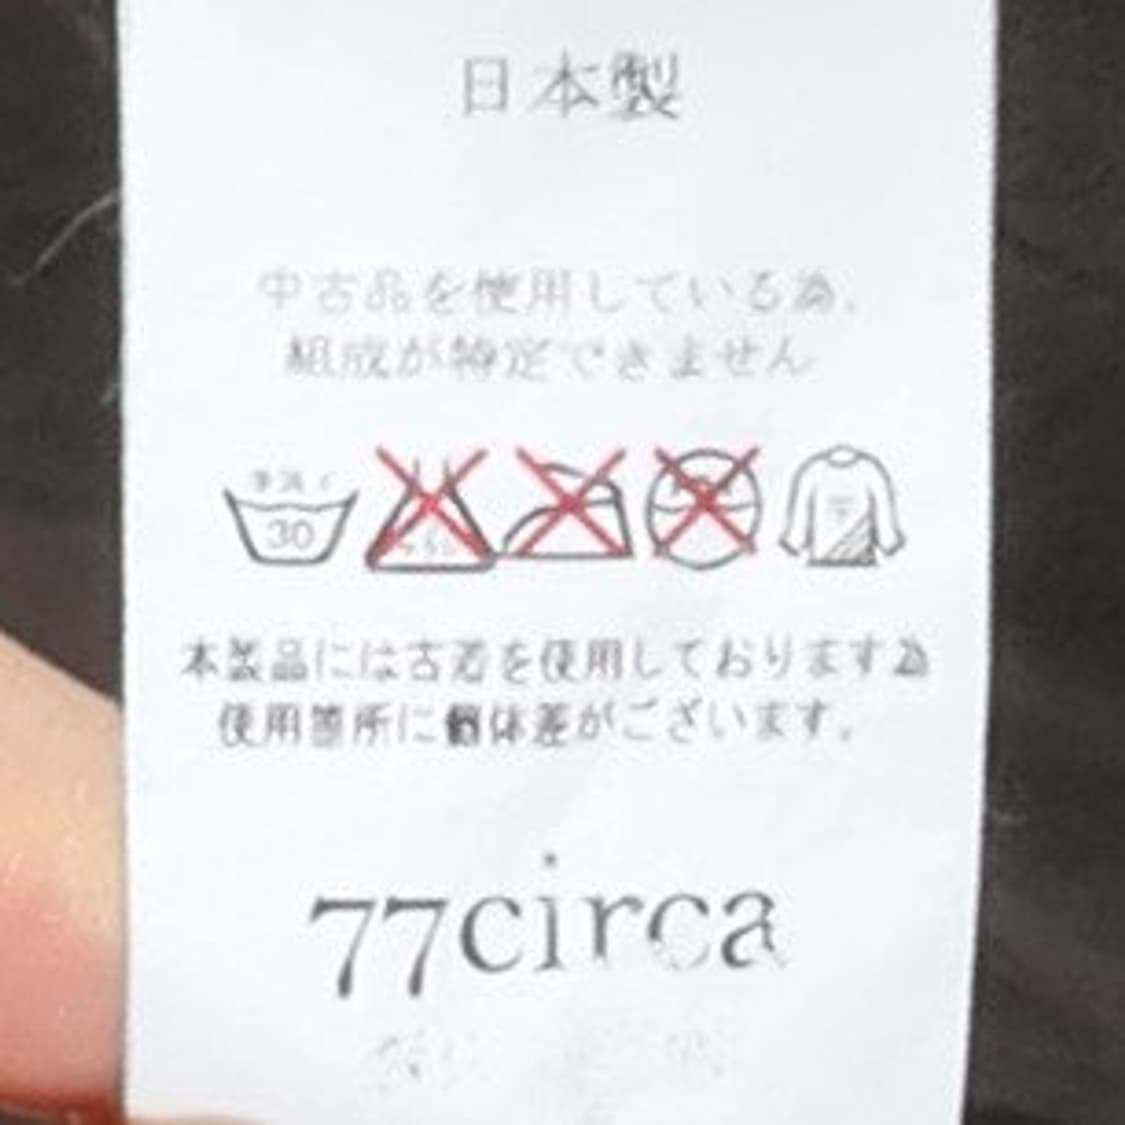 日本製
中古品を使用している為、
組成が特定できません
手洗イ
30
平
本製品には古着を使用しております為
使用箇所に個体差がございます。
77circa